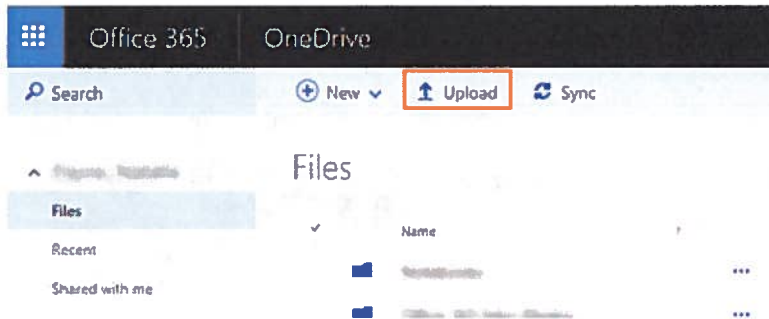 Office 365 OneDrive
Search New Upload Sync
Files
Files
Name
Recent
Shared with me